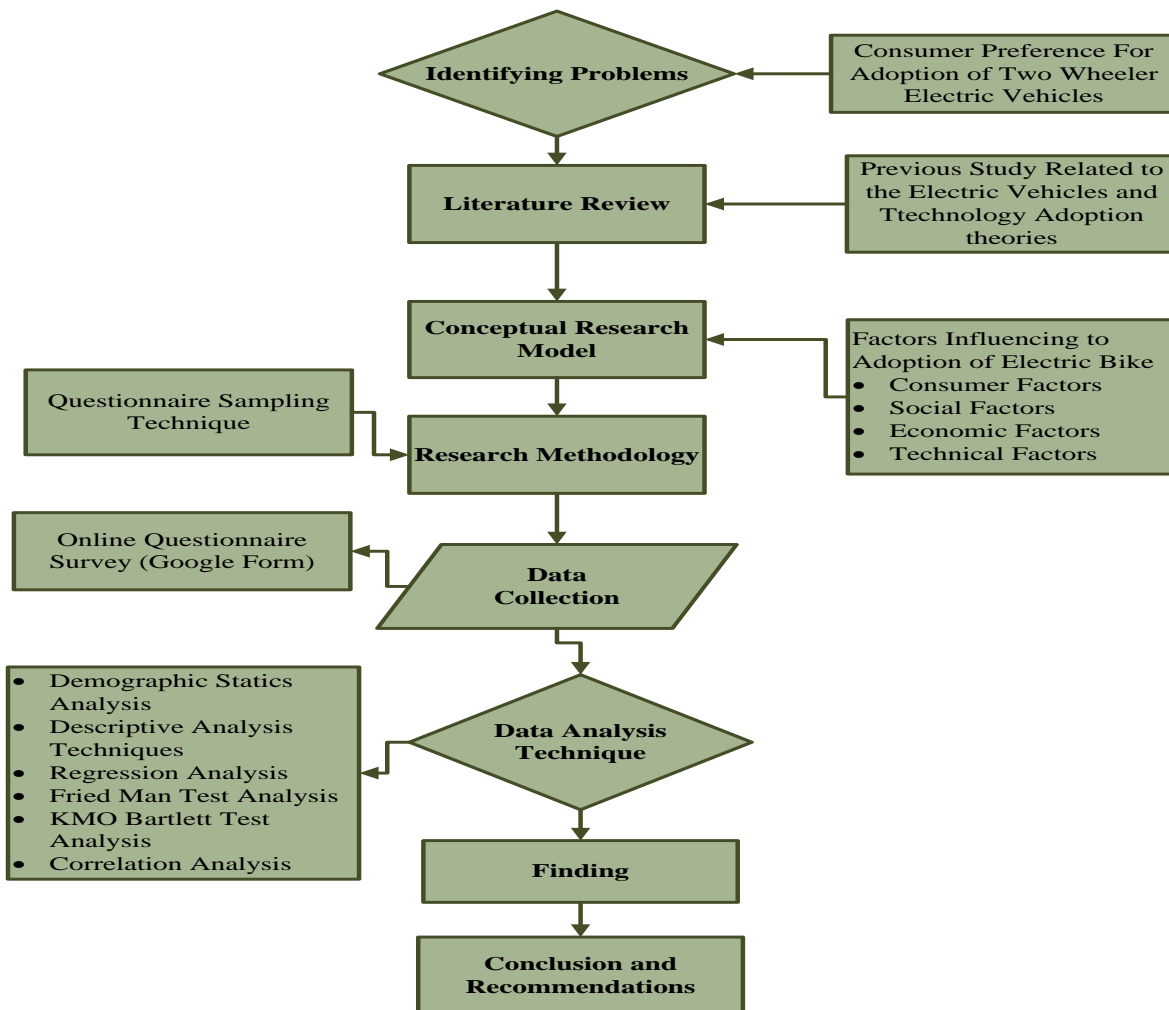 Identifying Problems
Consumer Preference For
Adoption of Two Wheeler
Electric Vehicles
Literature Review
Previous Study Related to
the Electric Vehicles and
Ttechnology Adoption
theories
Conceptual Research
Model
Factors Influencing to
Adoption of Electric Bike
• Consumer Factors
• Social Factors
• Economic Factors
• Technical Factors
Questionnaire Sampling
Technique
Research Methodology
Online Questionnaire
Survey (Google Form)
Data
Collection
• Demographic Statics
Analysis
• Descriptive Analysis
Techniques
• Regression Analysis
• Fried Man Test Analysis
• KMO Bartlett Test
Analysis
• Correlation Analysis
Data Analysis
Technique
Finding
Conclusion and
Recommendations